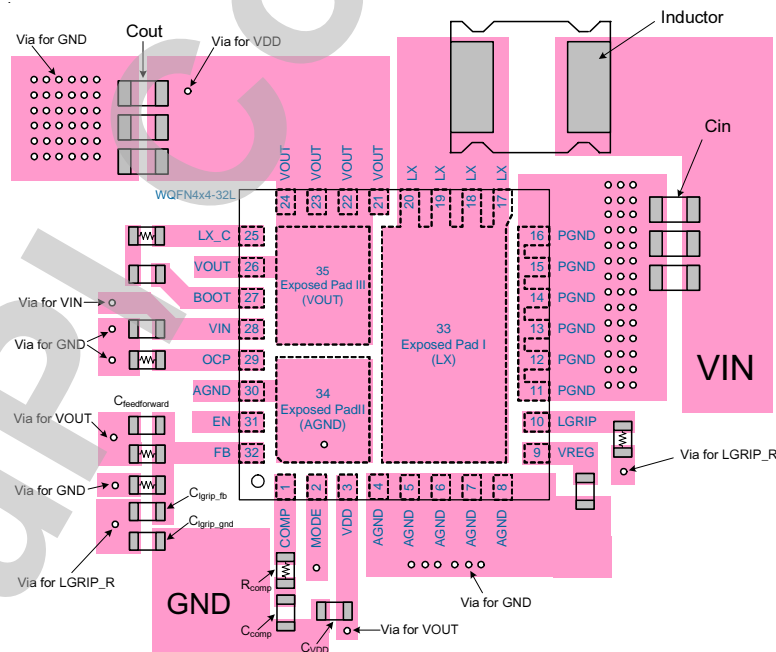 Inductor
Cout
Via for GND
Via for VDD
Cin
VOUT
VOUT
VOUT
VOUT
LX
LX
LX
LX
WQFN4x4-32L
24
23
22
21
20
19
18
17
LX_C
25
16
PGND
VOUT
26
15
PGND
35
Exposed Pad III
(VOUT)
BOOT
27
14
PGND
Via for VIN
VIN
28
13
PGND
33
Exposed Pad I
(LX)
Via for GND
OCP
29
12
PGND
VIN
AGND
30
11
PGND
34
Exposed PadII
(AGND)
Cfeedforward
Via for VOUT
EN
31
10
LGRIP
FB
32
9
VREG
Via for LGRIP_R
Via for GND
Clgrip_fb
1
2
3
4
5
6
7
8
Clgrip_gnd
COMP
MODE
VDD
AGND
AGND
AGND
AGND
AGND
Via for LGRIP_R
Rcomp
GND
Via for GND
Ccomp
Via for VOUT
CVDD